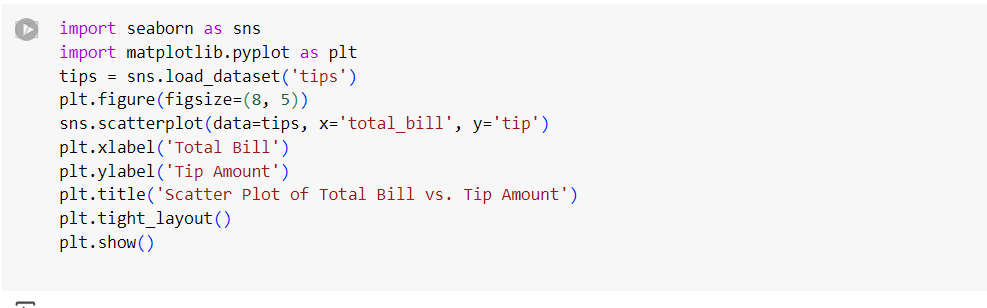 import seaborn as sns
import matplotlib.pyplot as plt
tips = sns.load_dataset('tips')
plt.figure(figsize=(8, 5))
sns.scatterplot(data=tips, x='total_bill', y='tip')
plt.xlabel('Total Bill')
plt.ylabel('Tip Amount')
plt.title('Scatter Plot of Total Bill vs. Tip Amount')
plt.tight_layout()
plt.show()